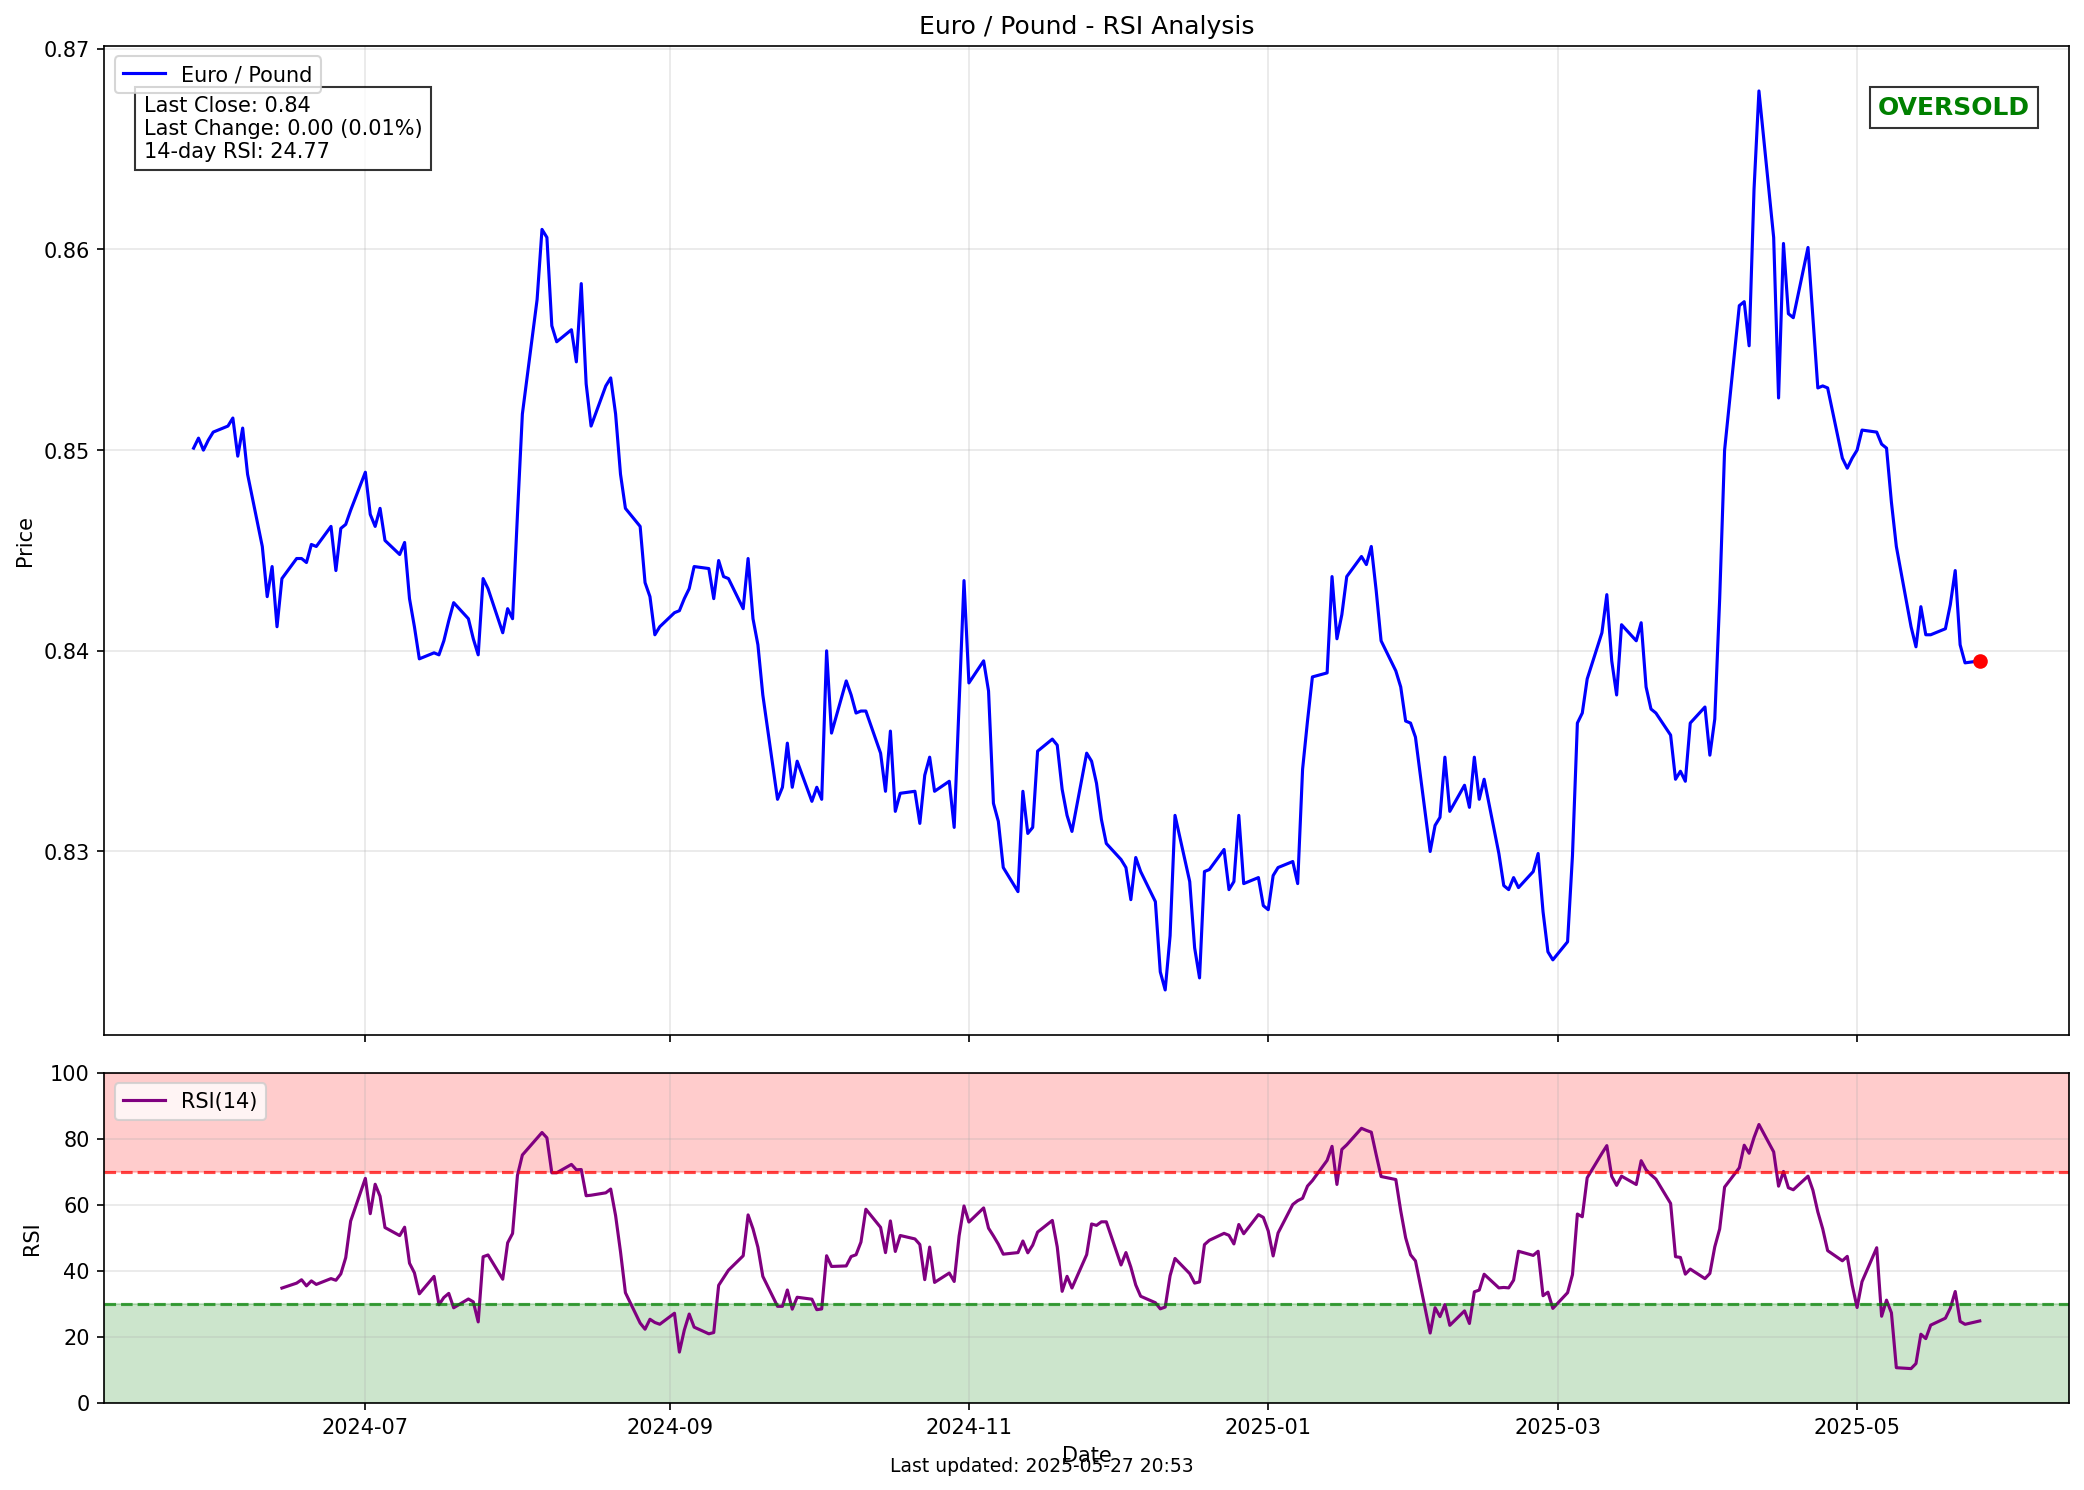 Euro / Pound - RSI Analysis
Euro / Pound
Last Close: 0.84
Last Change: 0.00 (0.01%)
14-day RSI: 24.77
OVERSOLD
Price
0.87
0.86
0.85
0.84
0.83
RSI(14)
RSI
100
80
60
40
20
0
2024-07
2024-09
2024-11
2025-01
2025-03
2025-05
Date
Last updated: 2025-05-27 20:53